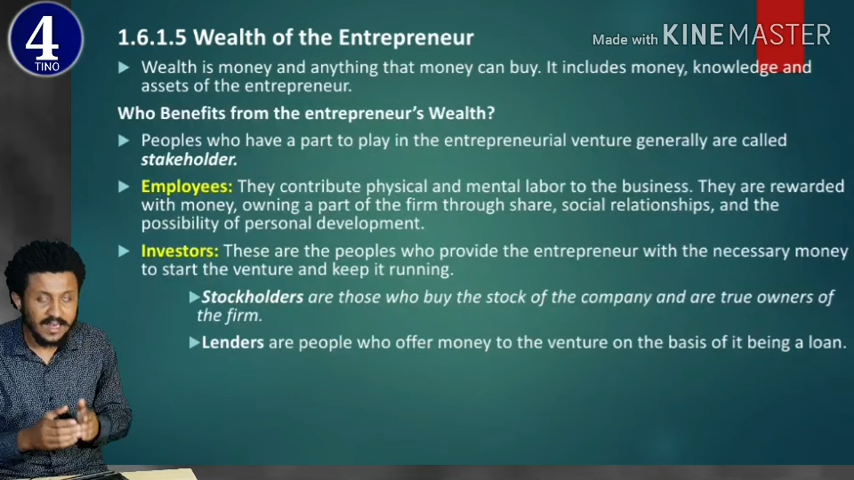 4
TINO
1.6.1.5 Wealth of the Entrepreneur
Made with KINEMASTER
Wealth is money and anything that money can buy. It includes money, knowledge and
assets of the entrepreneur.
Who Benefits from the entrepreneur's Wealth?
Peoples who have a part to play in the entrepreneurial venture generally are called
stakeholder.
Employees: They contribute physical and mental labor to the business. They are rewarded
with money, owning a part of the firm through share, social relationships, and the
possibility of personal development.
Investors: These are the peoples who provide the entrepreneur with the necessary money
to start the venture and keep it running.
Stockholders are those who buy the stock of the company and are true owners of
the firm.
Lenders are people who offer money to the venture on the basis of it being a loan.